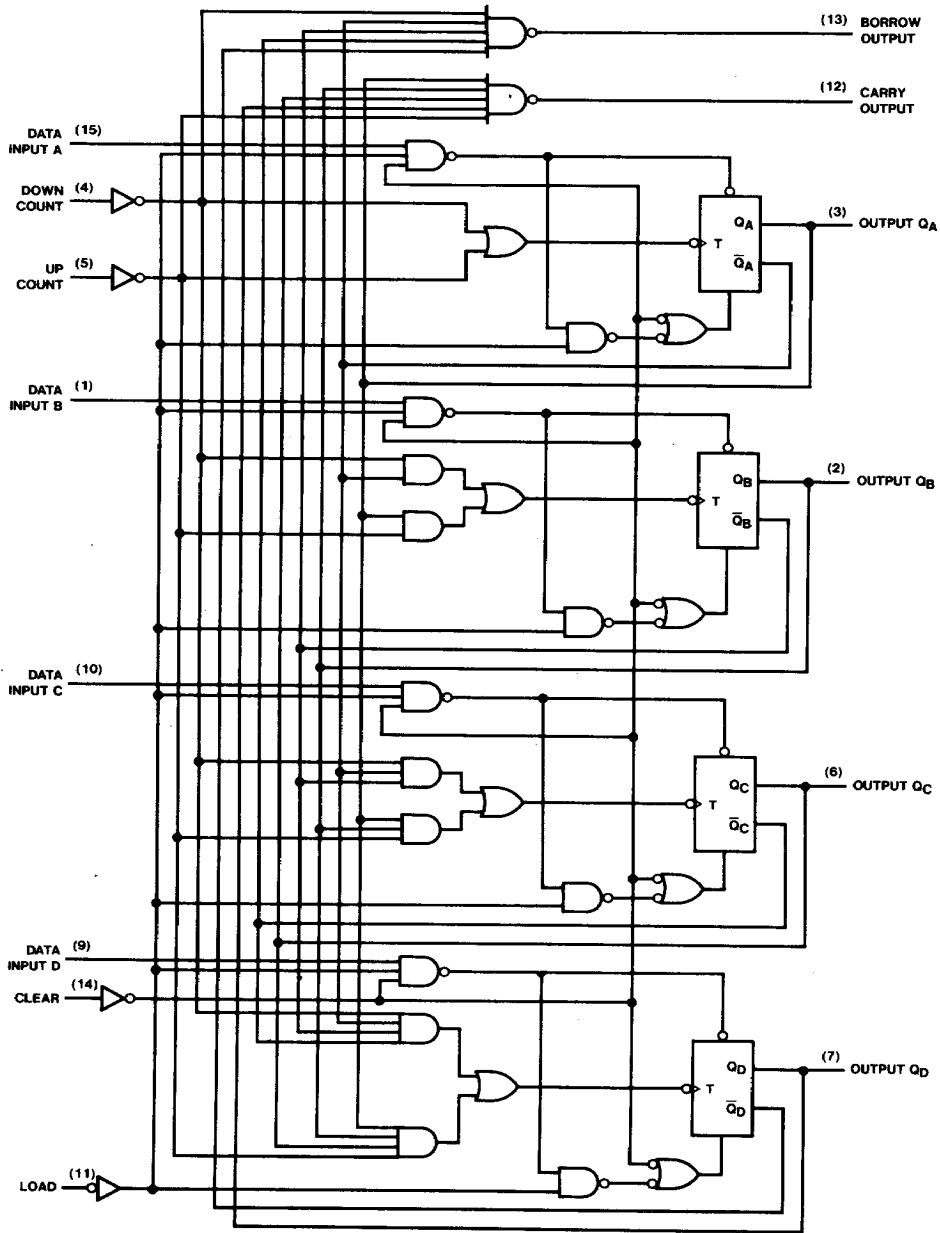 (13) BORROW
OUTPUT
(12) CARRY
OUTPUT
DATA (15)
INPUT A
DOWN (4)
COUNT
UP (5)
COUNT
QA
Q̅A
T
(3) OUTPUT QA
DATA (1)
INPUT B
QB
Q̅B
T
(2) OUTPUT QB
DATA (10)
INPUT C
QC
Q̅C
T
(6) OUTPUT QC
DATA (9)
INPUT D
CLEAR (14)
QD
Q̅D
T
(7) OUTPUT QD
LOAD (11)